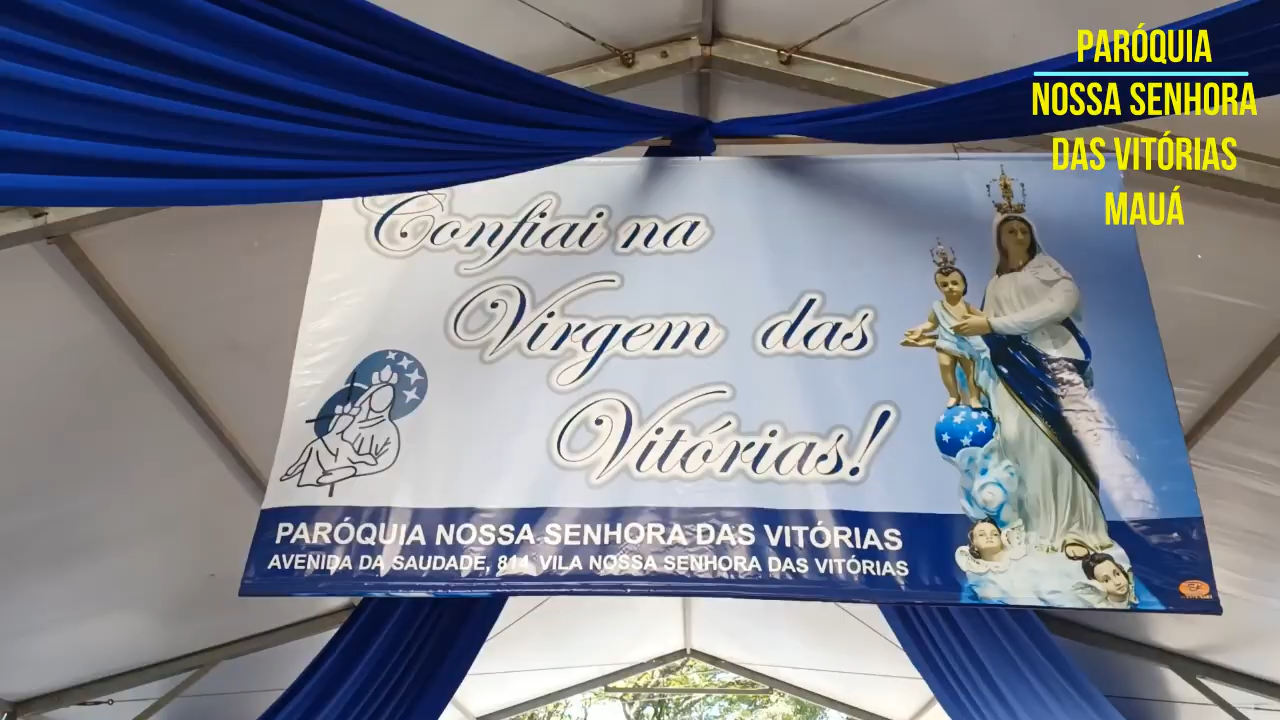 PARÓQUIA
NOSSA SENHORA
DAS VITÓRIAS
MAUÁ
Confiai na
Virgem das
Vitórias!
PARÓQUIA NOSSA SENHORA DAS VITÓRIAS
AVENIDA DA SAUDADE, 814 VILA NOSSA SENHORA DAS VITÓRIAS